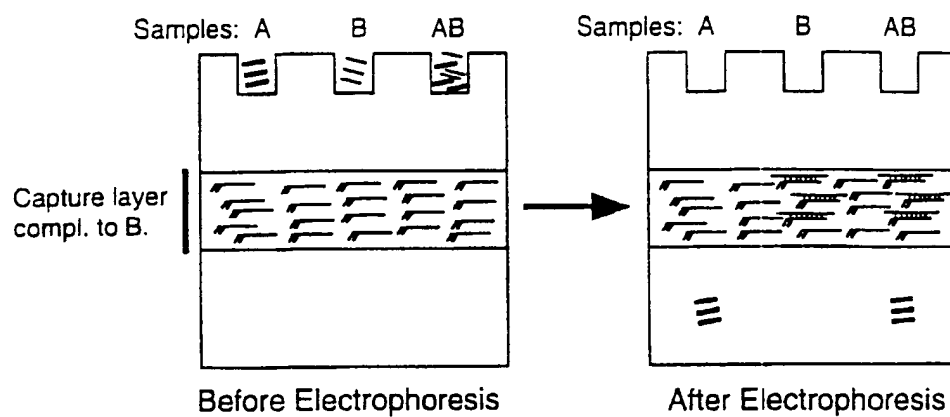 Samples: A B AB
Samples: A B AB
Capture layer
compl. to B.
Before Electrophoresis
After Electrophoresis